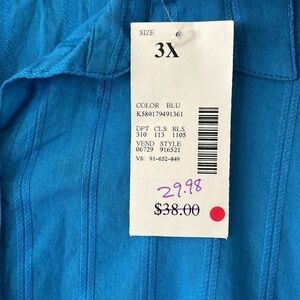 SIZE
3X
COLOR BLU
K580179491361
DPT CLS RLS
310 113 1105
VEND STYLE
06729 916521
VS: 91-652-849
29.98
$38.00